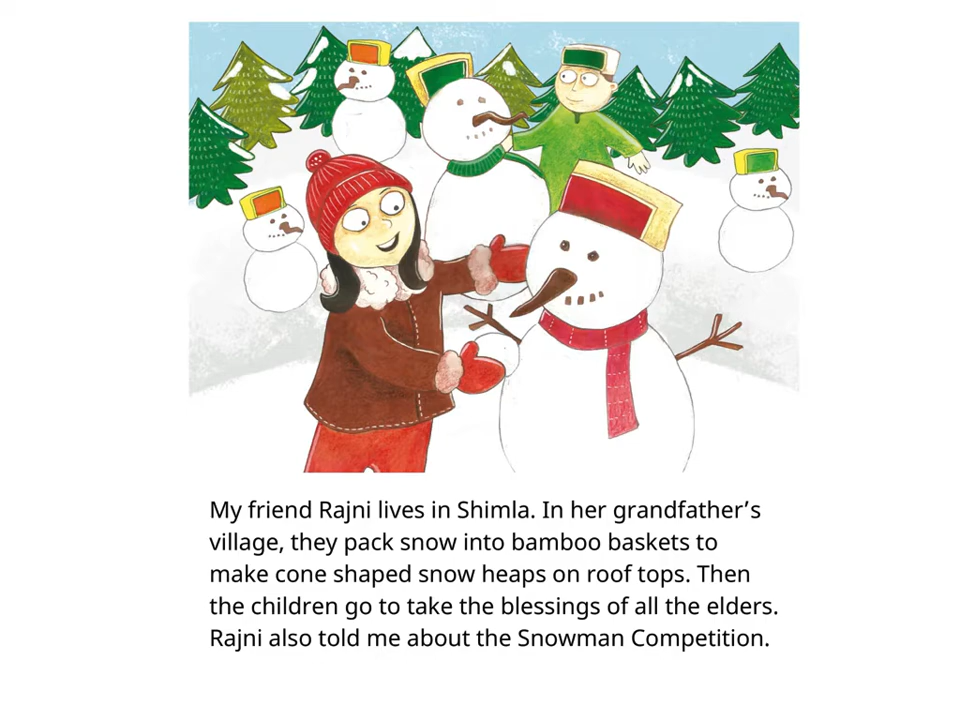 My friend Rajni lives in Shimla. In her grandfather’s
village, they pack snow into bamboo baskets to
make cone shaped snow heaps on roof tops. Then
the children go to take the blessings of all the elders.
Rajni also told me about the Snowman Competition.